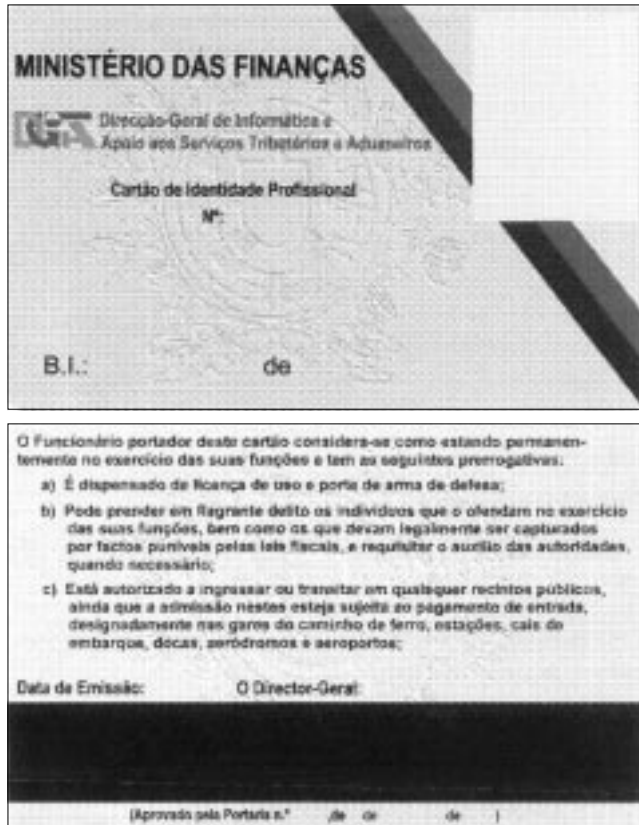 MINISTÉRIO DAS FINANÇAS
DGITA Direcção-Geral de Informática e
Apoio aos Serviços Tributários e Aduaneiros
Cartão de Identidade Profissional
Nº:
B.I.: de
O Funcionário portador deste cartão considera-se como estando permanen-
temente no exercício das suas funções e tem as seguintes prerrogativas:
a) É dispensado de licença de uso e porte de arma de defesa;
b) Pode prender em flagrante delito os indivíduos que o ofendam no exercício
das suas funções, bem como os que devam legalmente ser capturados
por factos puníveis pelas leis fiscais, e requisitar o auxílio das autoridades,
quando necessário;
c) Está autorizado a ingressar ou transitar em quaisquer recintos públicos,
ainda que a admissão nestes esteja sujeita ao pagamento de entrada,
designadamente nas gares do caminho de ferro, estações, cais de
embarque, docas, aeródromos e aeroportos;
Data de Emissão: O Director-Geral:
(Aprovado pela Portaria n.º /de de de )